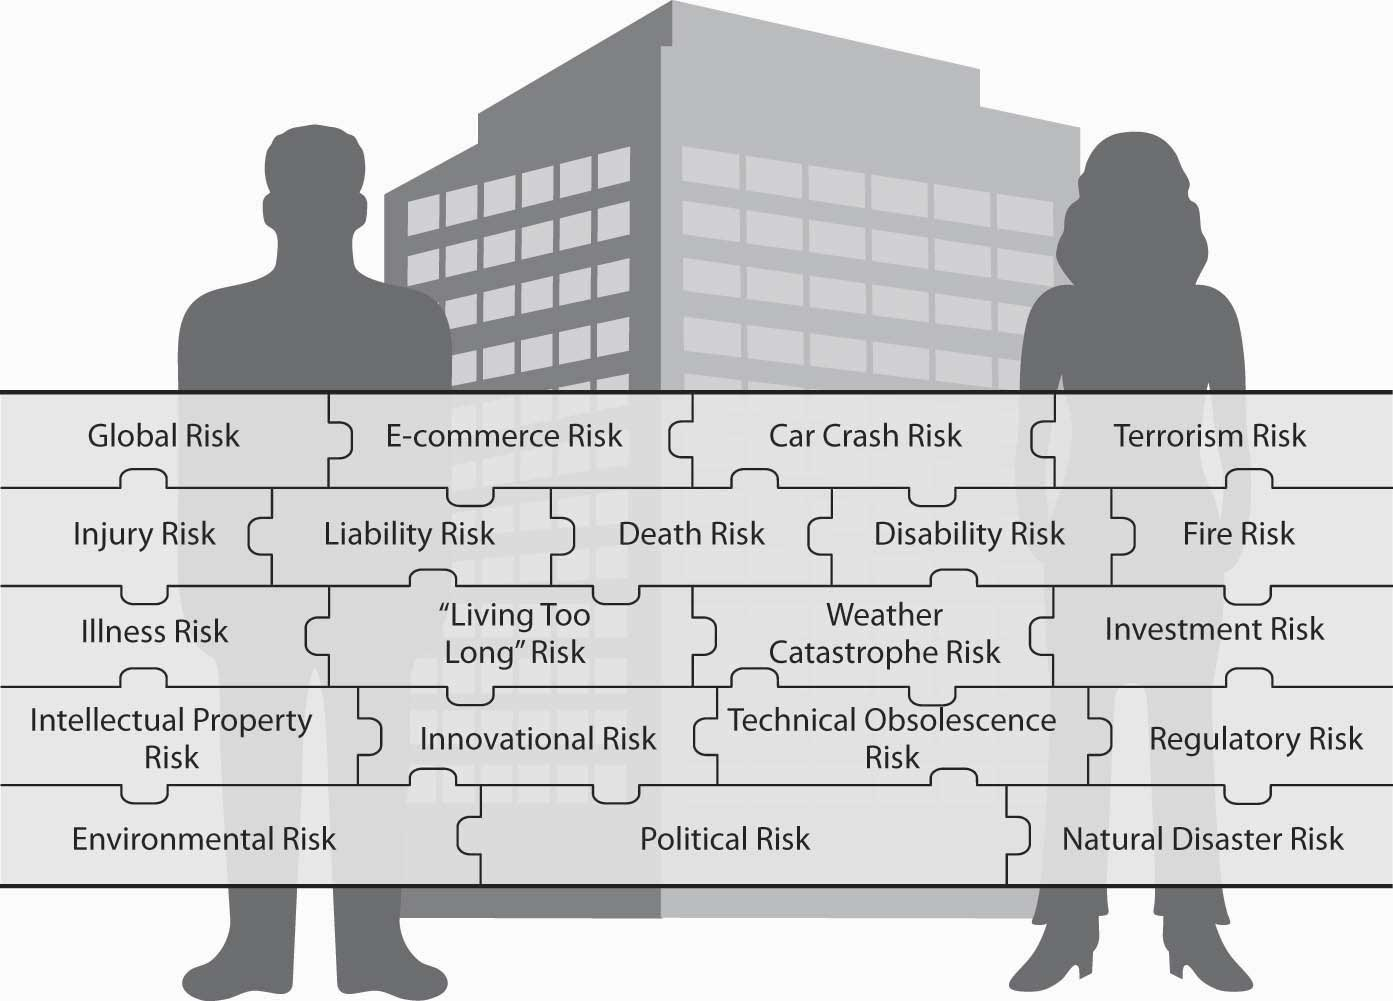 Global Risk
E-commerce Risk
Car Crash Risk
Terrorism Risk
Injury Risk
Liability Risk
Death Risk
Disability Risk
Fire Risk
Illness Risk
“Living Too
Long” Risk
Weather
Catastrophe Risk
Investment Risk
Intellectual Property
Risk
Innovational Risk
Technical Obsolescence
Risk
Regulatory Risk
Environmental Risk
Political Risk
Natural Disaster Risk